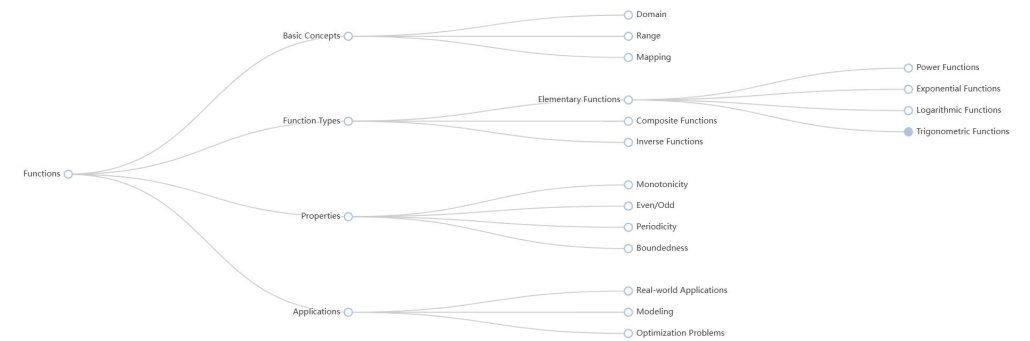 Functions
Basic Concepts
Domain
Range
Mapping
Function Types
Elementary Functions
Power Functions
Exponential Functions
Logarithmic Functions
Trigonometric Functions
Composite Functions
Inverse Functions
Properties
Monotonicity
Even/Odd
Periodicity
Boundedness
Applications
Real-world Applications
Modeling
Optimization Problems